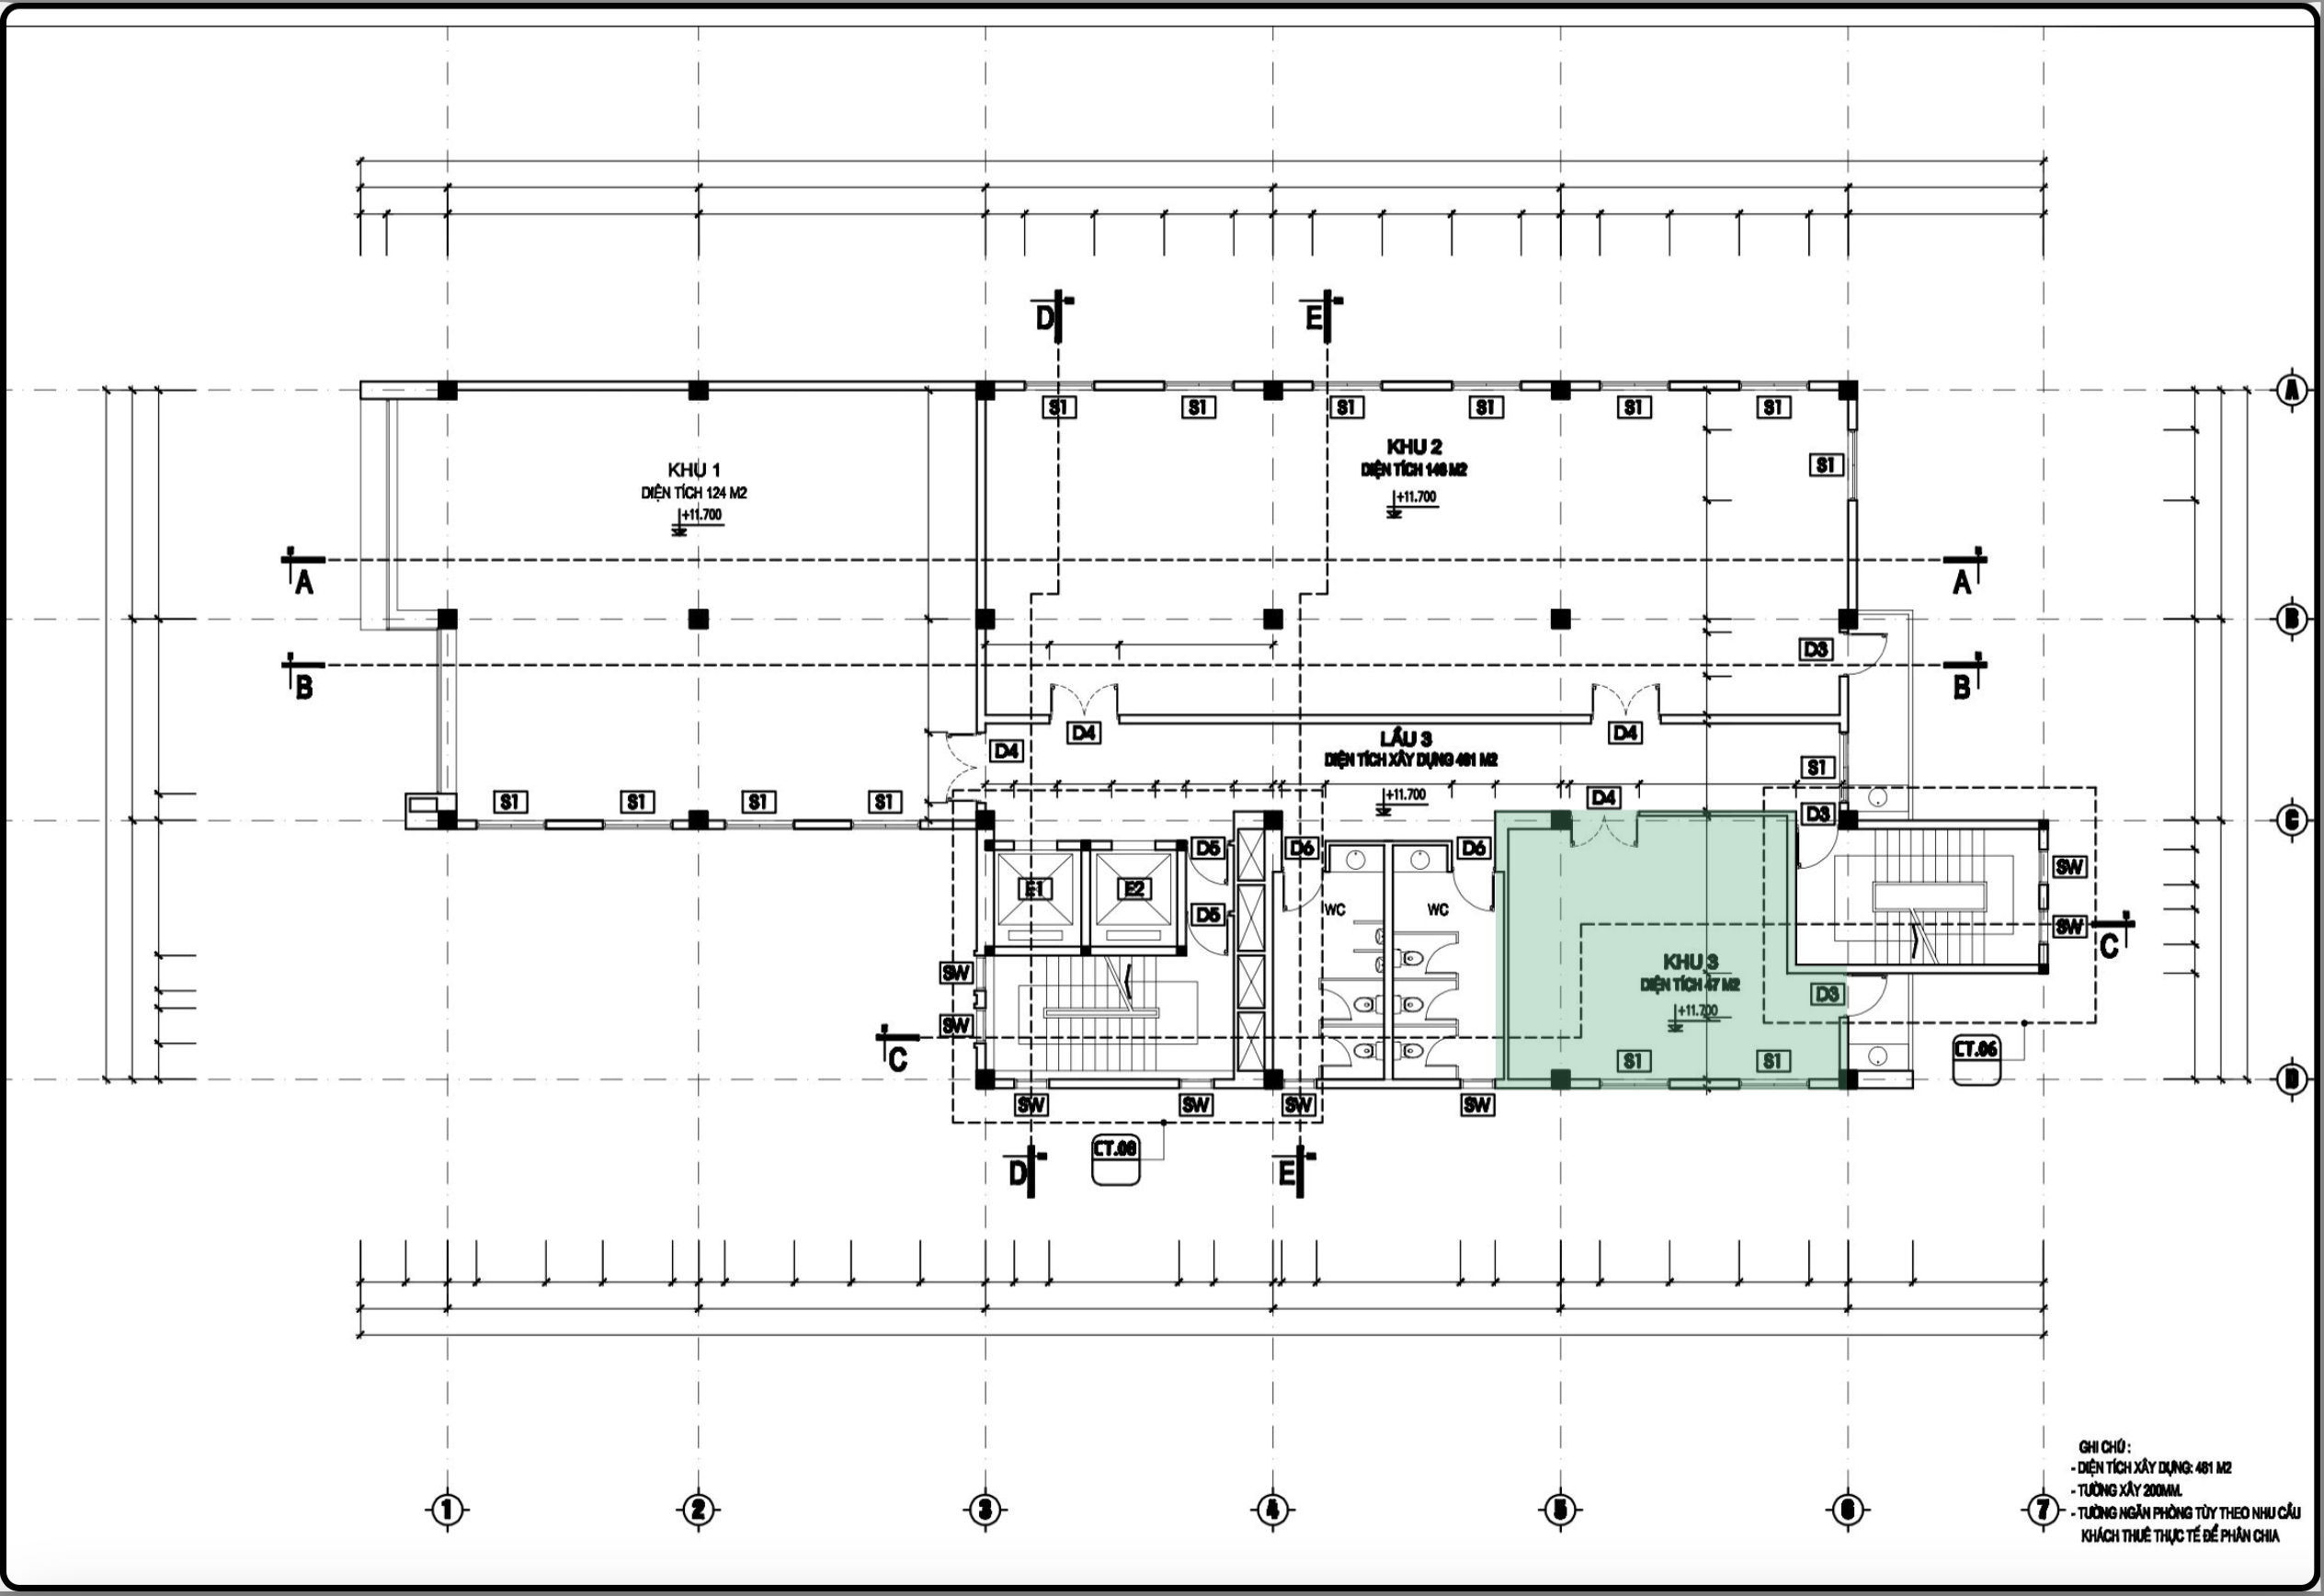 D
E
A
S1
S1
S1
S1
S1
S1
KHU 1
DIỆN TÍCH 124 M2
+11.700
KHU 2
DIỆN TÍCH 146 M2
+11.700
S1
A
A
B
D3
B
B
D4
D4
D4
LẦU 3
DIỆN TÍCH XÂY DỰNG 461 M2
S1
S1
S1
S1
S1
+11.700
D4
D3
C
D5
D6
D6
E1
E2
SW
D5
WC
WC
SW
C
KHU 3
DIỆN TÍCH 47 M2
+11.700
D3
SW
SW
C
S1
S1
CT.06
D
SW
SW
SW
SW
D
CT.06
E
GHI CHÚ :
- DIỆN TÍCH XÂY DỰNG: 461 M2
- TƯỜNG XÂY 200MM.
- TƯỜNG NGĂN PHÒNG TÙY THEO NHU CẦU
KHÁCH THUÊ THỰC TẾ ĐỂ PHÂN CHIA
1
2
3
4
5
6
7